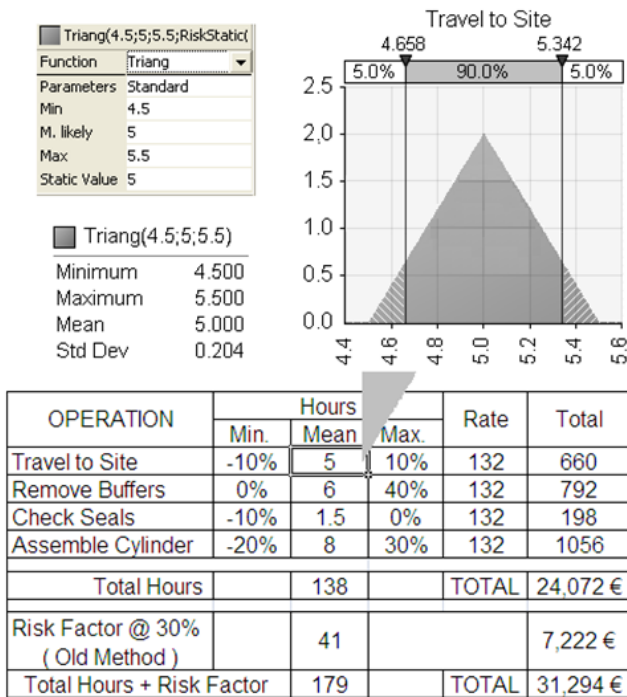 Triang(4.5;5;5.5;RiskStatic(
Function Triang
Parameters Standard
Min 4.5
M. likely 5
Max 5.5
Static Value 5
Triang(4.5;5;5.5)
Minimum 4.500
Maximum 5.500
Mean 5.000
Std Dev 0.204
Travel to Site
4.658 5.342
5.0% 90.0% 5.0%
2.5
2,0
1.5
1.0
0.5
0.0
4.4 4.6 4.8 5.0 5.2 5.4 5.6
OPERATION Hours Rate Total
Min. Mean Max.
Travel to Site -10% 5 10% 132 660
Remove Buffers 0% 6 40% 132 792
Check Seals -10% 1.5 0% 132 198
Assemble Cylinder -20% 8 30% 132 1056
Total Hours 138 TOTAL 24,072 €
Risk Factor @ 30%
( Old Method ) 41 7,222 €
Total Hours + Risk Factor 179 TOTAL 31,294 €